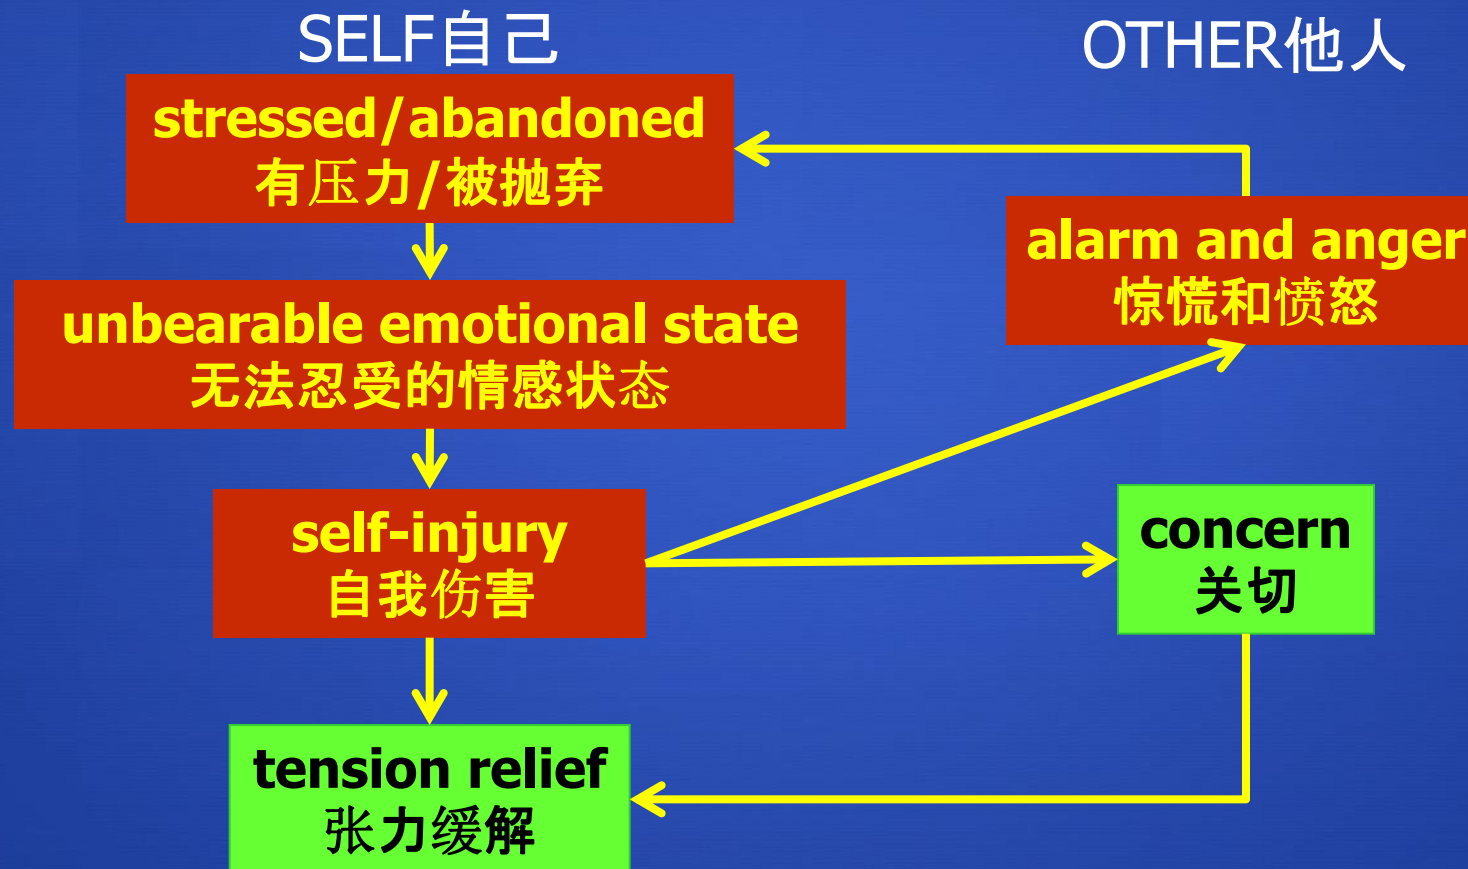 SELF自己
OTHER他人
stressed/abandoned
有压力/被抛弃
alarm and anger
惊慌和愤怒
unbearable emotional state
无法忍受的情感状态
self-injury
自我伤害
concern
关切
tension relief
张力缓解